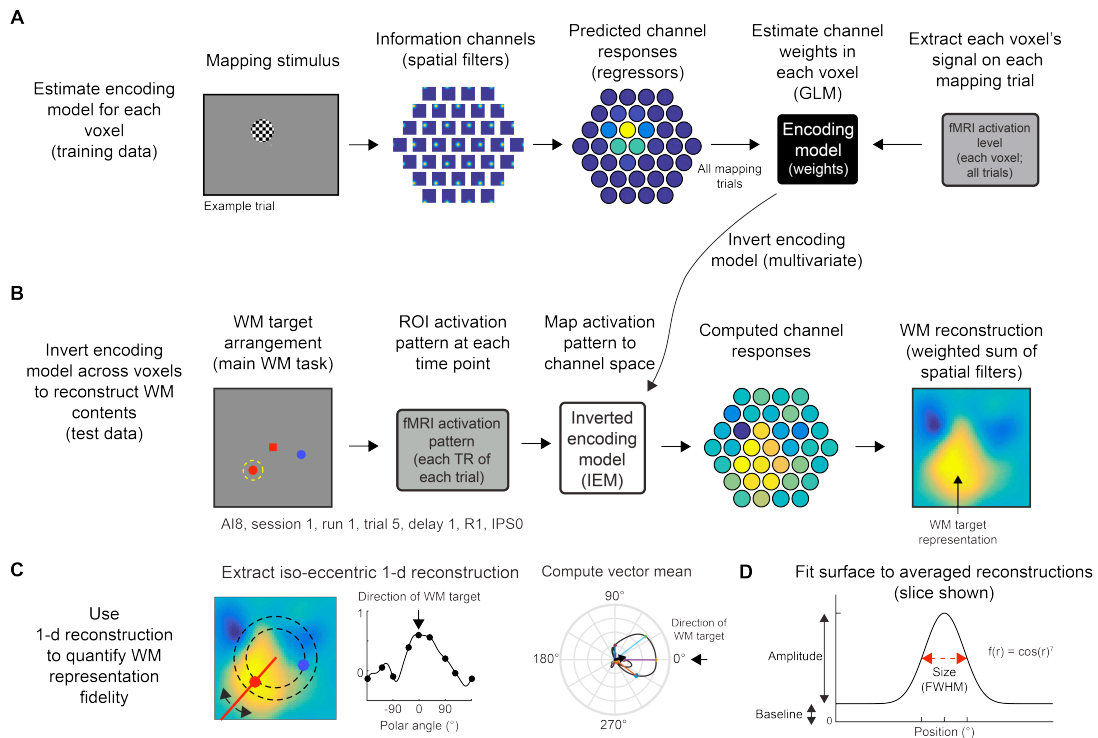 A
Estimate encoding
model for each
voxel
(training data)
Mapping stimulus
Example trial
Information channels
(spatial filters)
Predicted channel
responses
(regressors)
All mapping
trials
Estimate channel
weights in
each voxel
(GLM)
Encoding
model
(weights)
Extract each voxel's
signal on each
mapping trial
fMRI activation
level
(each voxel;
all trials)
Invert encoding
model (multivariate)
B
Invert encoding
model across voxels
to reconstruct WM
contents
(test data)
WM target
arrangement
(main WM task)
AI8, session 1, run 1, trial 5, delay 1, R1, IPS0
ROI activation
pattern at each
time point
fMRI activation
pattern
(each TR of
each trial)
Map activation
pattern to
channel space
Inverted
encoding
model
(IEM)
Computed channel
responses
WM reconstruction
(weighted sum of
spatial filters)
WM target
representation
C
Use
1-d reconstruction
to quantify WM
representation
fidelity
Extract iso-eccentric 1-d reconstruction
Direction of WM target
1
0
-90
0
90
Polar angle (°)
Compute vector mean
90°
180°
0°
270°
Direction of
WM target
D
Fit surface to averaged reconstructions
(slice shown)
Amplitude
Baseline
0
Size
(FWHM)
f(r) = cos(r)⁷
Position (°)